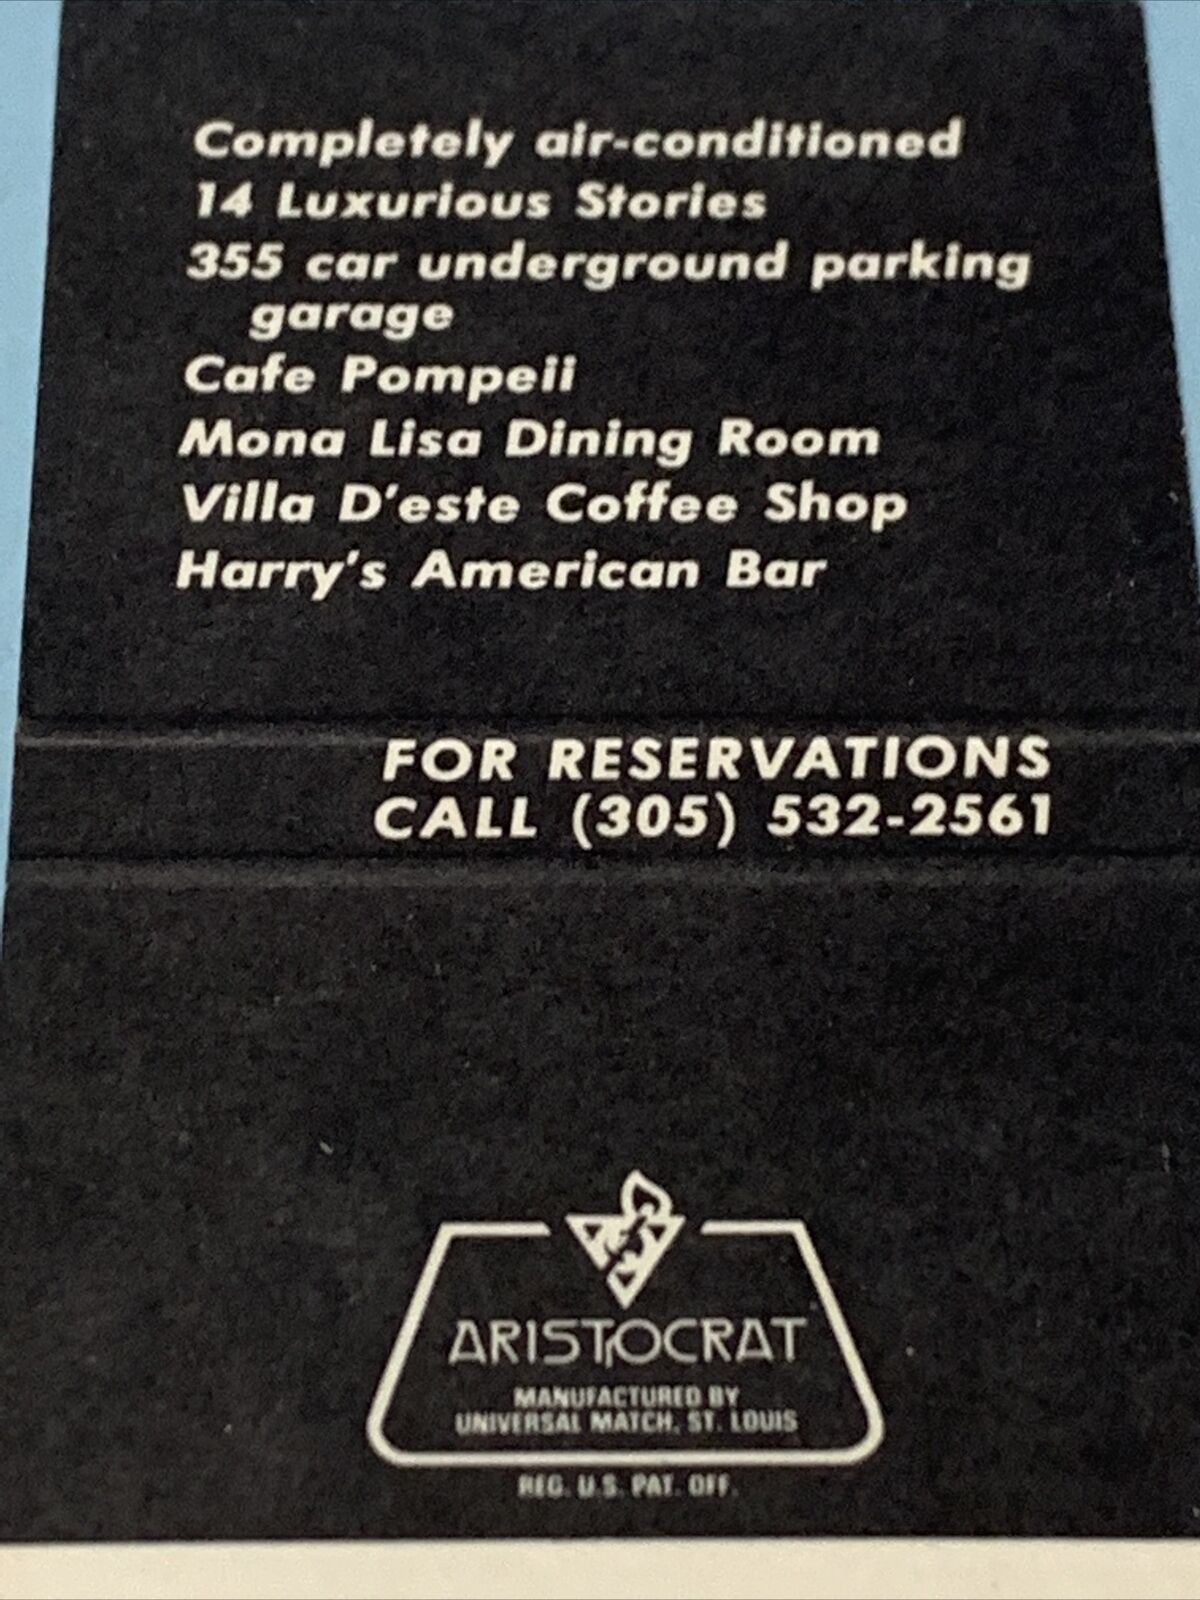 Completely air-conditioned
14 Luxurious Stories
355 car underground parking
garage
Cafe Pompeii
Mona Lisa Dining Room
Villa D'este Coffee Shop
Harry's American Bar
FOR RESERVATIONS
CALL (305) 532-2561
ARISTOCRAT
MANUFACTURED BY
UNIVERSAL MATCH, ST. LOUIS
REG. U.S. PAT. OFF.